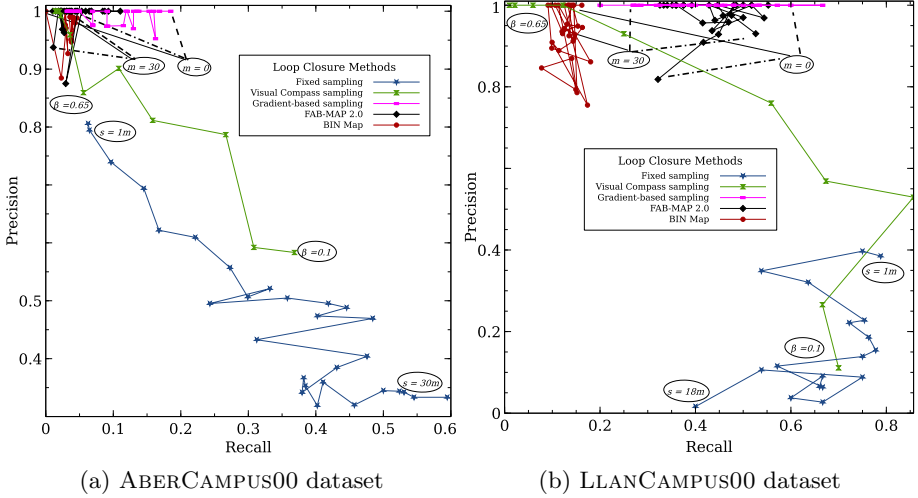 1
0.9
0.8
0.5
0.4
0
0.1
0.2
0.3
0.4
0.5
0.6
Precision
Recall
Loop Closure Methods
Fixed sampling
Visual Compass sampling
Gradient-based sampling
FAB-MAP 2.0
BIN Map
m = 30
m = 0
β =0.65
s = 1m
β =0.1
s = 30m
(a) AberCampus00 dataset
1
0.8
0.4
0.2
0
0
0.2
0.4
0.6
0.8
Precision
Recall
Loop Closure Methods
Fixed sampling
Visual Compass sampling
Gradient-based sampling
FAB-MAP 2.0
BIN Map
β =0.65
m = 30
m = 0
s = 1m
β =0.1
s = 18m
(b) LlanCampus00 dataset